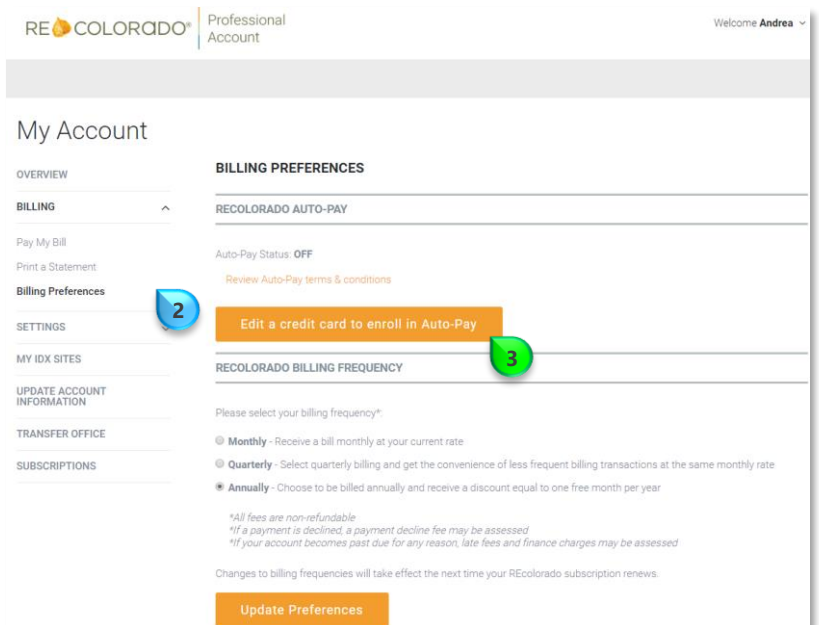 REcOLORaDO® Professional Account
Welcome Andrea
My Account
OVERVIEW
BILLING
Pay My Bill
Print a Statement
Billing Preferences
2
SETTINGS
MY IDX SITES
UPDATE ACCOUNT
INFORMATION
TRANSFER OFFICE
SUBSCRIPTIONS
BILLING PREFERENCES
RECOLORADO AUTO-PAY
Auto-Pay Status: OFF
Review Auto-Pay terms & conditions
Edit a credit card to enroll in Auto-Pay
3
RECOLORADO BILLING FREQUENCY
Please select your billing frequency*:
Monthly - Receive a bill monthly at your current rate
Quarterly - Select quarterly billing and get the convenience of less frequent billing transactions at the same monthly rate
Annually - Choose to be billed annually and receive a discount equal to one free month per year
*All fees are non-refundable
*If a payment is declined, a payment decline fee may be assessed
*If your account becomes past due for any reason, late fees and finance charges may be assessed
Changes to billing frequencies will take effect the next time your REcolorado subscription renews.
Update Preferences